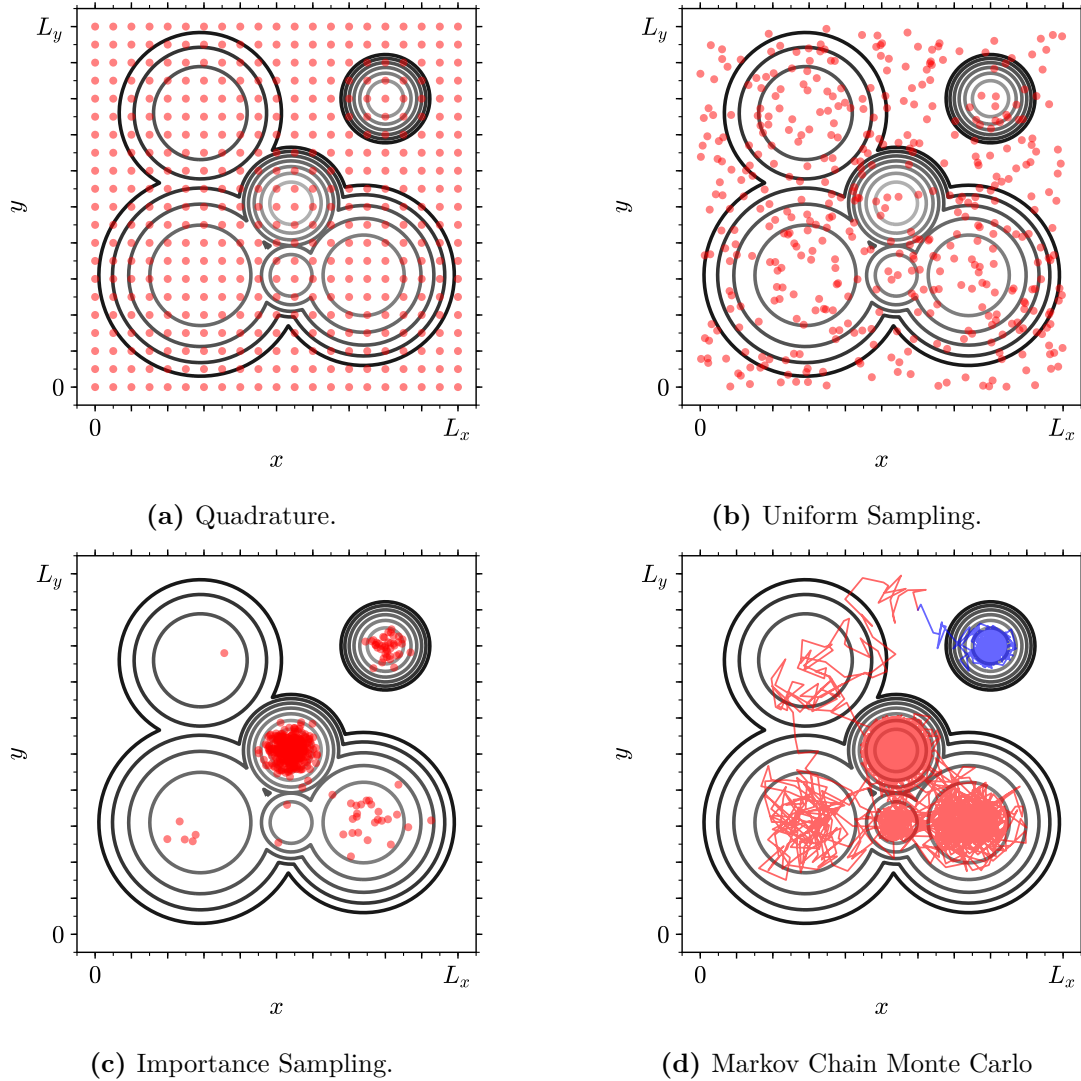 L_y
y
0
0
L_x
x
(a) Quadrature.
L_y
y
0
0
L_x
x
(b) Uniform Sampling.
L_y
y
0
0
L_x
x
(c) Importance Sampling.
L_y
y
0
0
L_x
x
(d) Markov Chain Monte Carlo